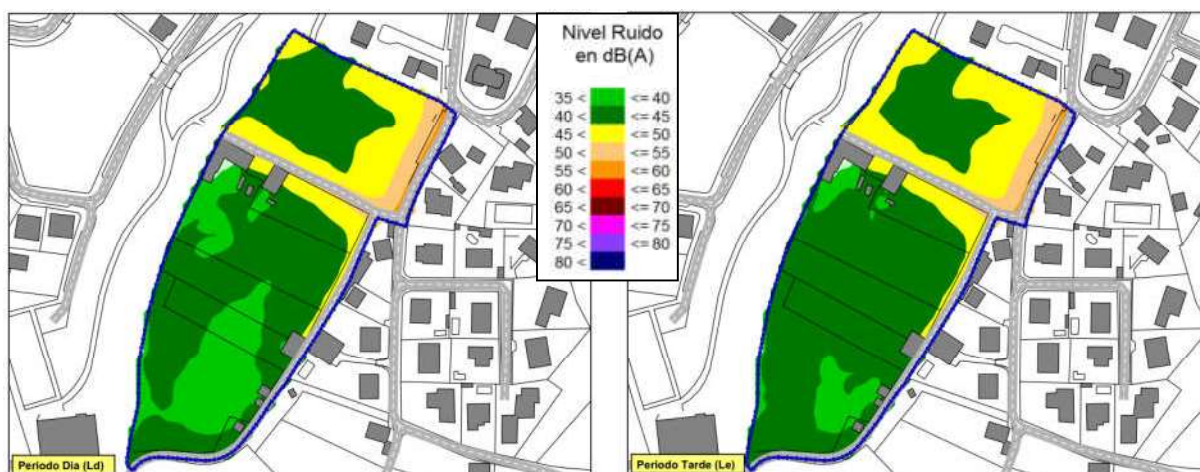 Nivel Ruido
en dB(A)
35 < <= 40
40 < <= 45
45 < <= 50
50 < <= 55
55 < <= 60
60 < <= 65
65 < <= 70
70 < <= 75
75 < <= 80
80 <
Periodo Dia (Ld)
Periodo Tarde (Le)